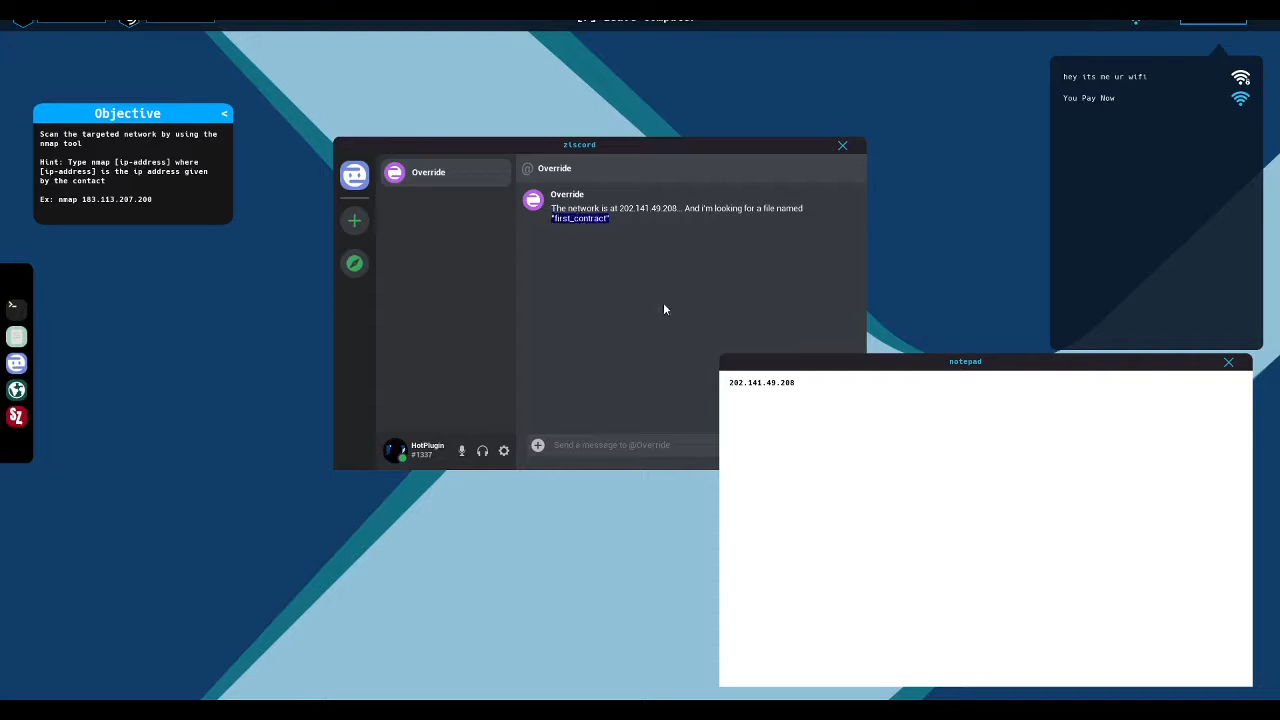 Objective
<
Scan the targeted network by using the
nmap tool
Hint: Type nmap [ip-address] where
[ip-address] is the ip address given
by the contact
Ex: nmap 183.113.207.200
ziscord
Override
@ Override
Override
The network is at 202.141.49.208... And i'm looking for a file named
"first_contract"
HotPlugin
#1337
Send a message to @Override
hey its me ur wifi
You Pay Now
notepad
202.141.49.208
>_
SZ